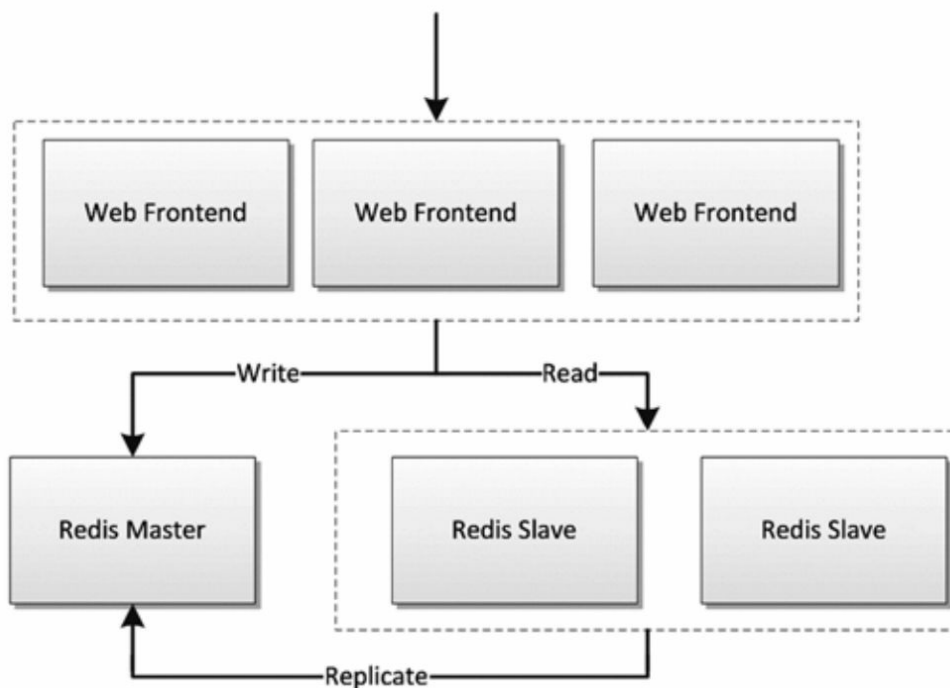 Web Frontend
Web Frontend
Web Frontend
Write
Read
Redis Master
Redis Slave
Redis Slave
Replicate